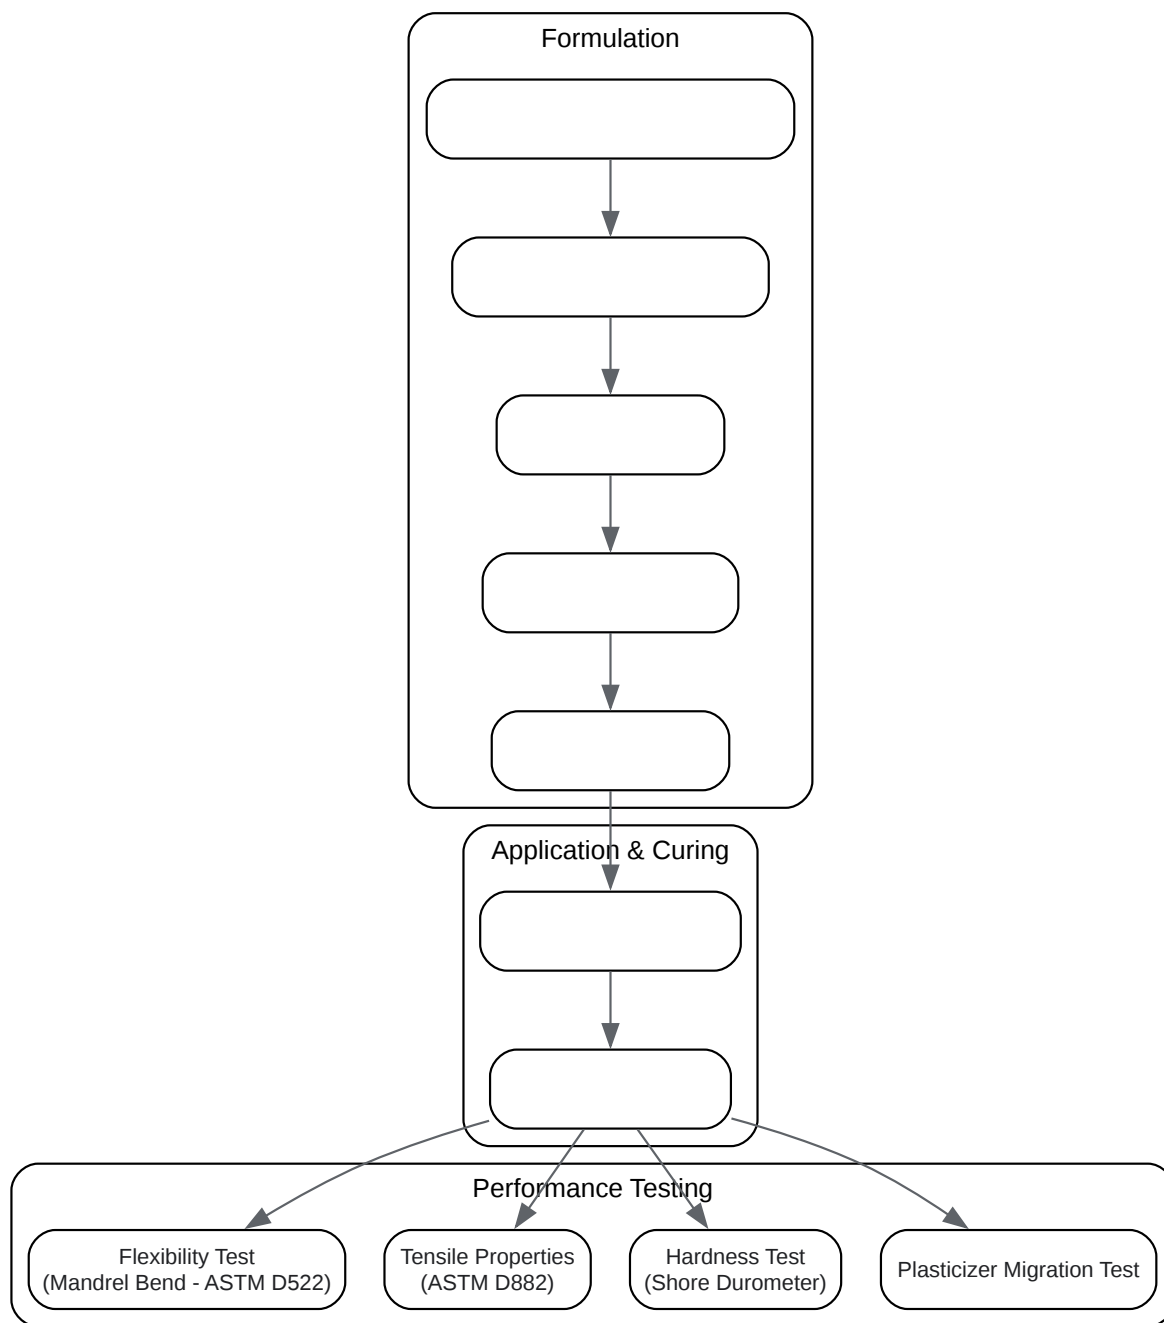 Formulation
Application & Curing
Performance Testing
Flexibility Test
(Mandrel Bend - ASTM D522)
Tensile Properties
(ASTM D882)
Hardness Test
(Shore Durometer)
Plasticizer Migration Test